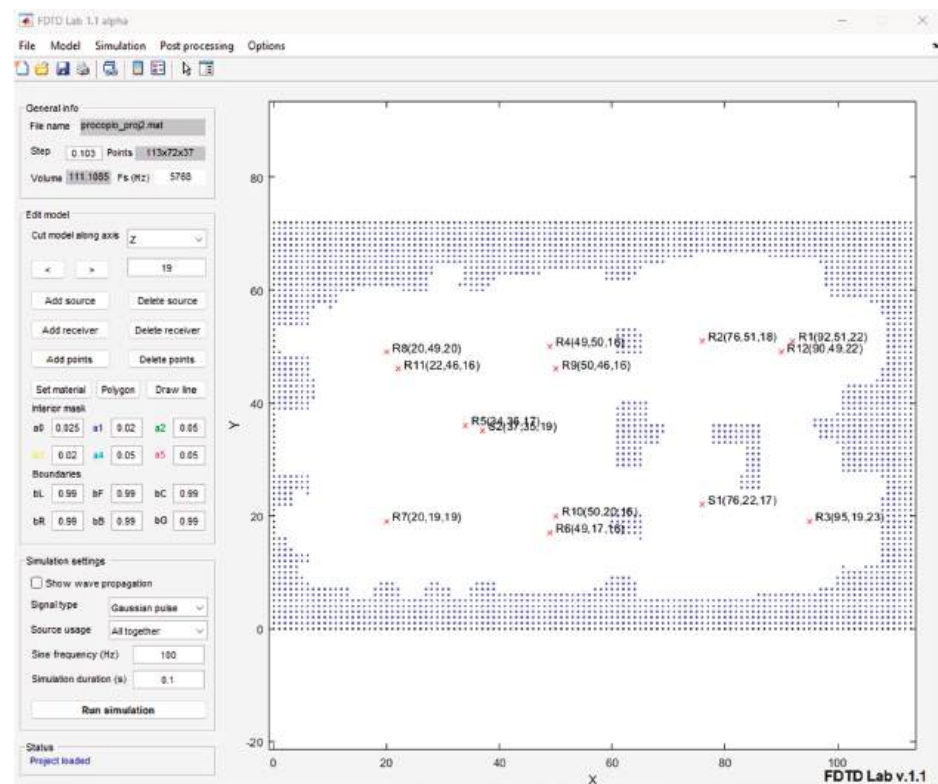 FDTD Lab 1.1 alpha
File Model Simulation Post processing Options
General info
File name procopio_proj2.mat
Step 0.103 Points 113x72x37
Volume 111.1085 Fs (Hz) 5768
Edit model
Cut model along axis Z
< > 19
Add source Delete source
Add receiver Delete receiver
Add points Delete points
Set material Polygon Draw line
Interior mask
a0 0.025 a1 0.02 a2 0.05
0.02 a4 0.05 a5 0.05
Boundaries
bL 0.99 bF 0.99 bC 0.99
bR 0.99 bB 0.99 bG 0.99
Simulation settings
Show wave propagation
Signal type Gaussian pulse
Source usage All together
Sine frequency (Hz) 100
Simulation duration (s) 0.1
Run simulation
Status
Project loaded
80
60
40
20
0
-20
Y
R8(20,49,20)
R11(22,46,16)
R4(49,50,16)
R9(50,46,16)
R2(76,51,18)
R1(92,51,22)
R12(90,49,22)
R5(34,36,17)
S2(37,35,19)
R7(20,19,19)
R10(50,20,16)
R6(49,17,16)
S1(76,22,17)
R3(95,19,23)
0 20 40 60 80 100
X
FDTD Lab v.1.1